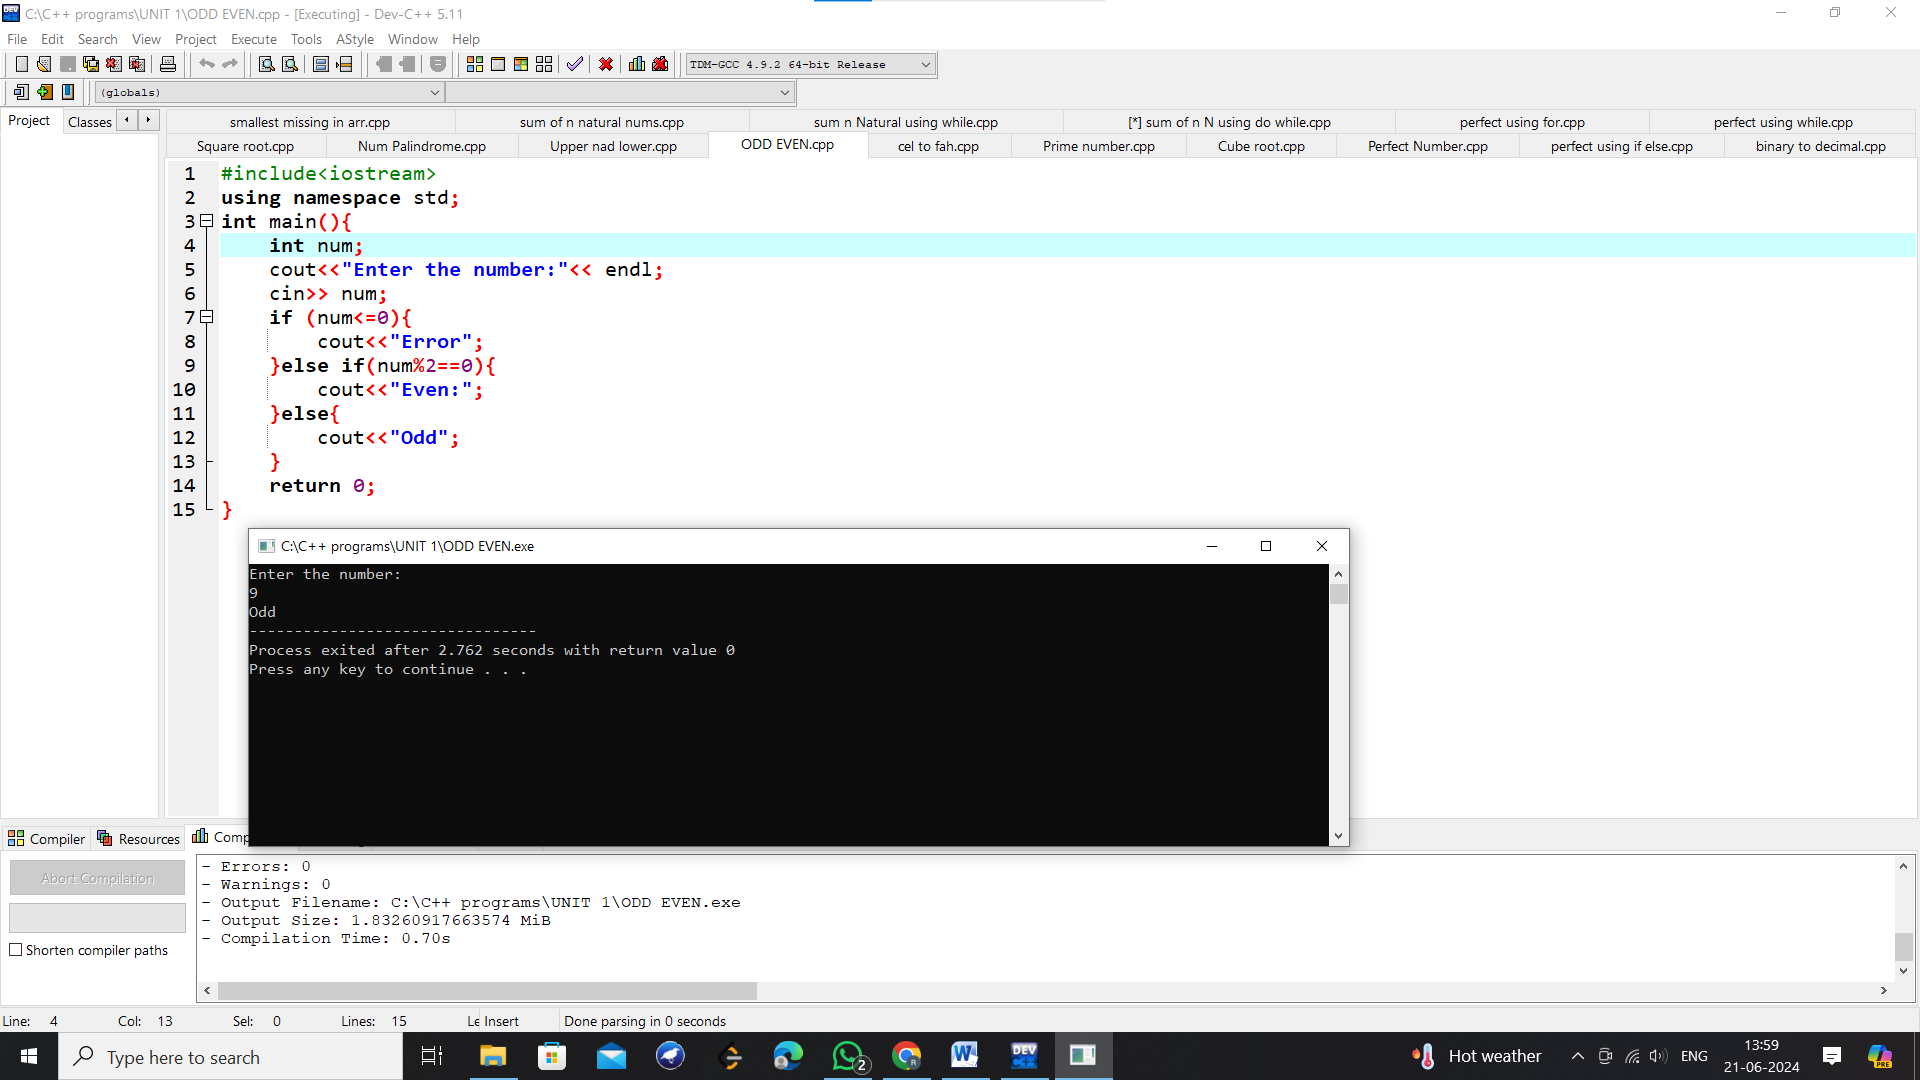 C:\C++ programs\UNIT 1\ODD EVEN.cpp - [Executing] - Dev-C++ 5.11
File Edit Search View Project Execute Tools AStyle Window Help
TDM-GCC 4.9.2 64-bit Release
(globals)
Project Classes
smallest missing in arr.cpp sum of n natural nums.cpp sum n Natural using while.cpp [*] sum of n N using do while.cpp perfect using for.cpp perfect using while.cpp
Square root.cpp Num Palindrome.cpp Upper nad lower.cpp ODD EVEN.cpp cel to fah.cpp Prime number.cpp Cube root.cpp Perfect Number.cpp perfect using if else.cpp binary to decimal.cpp
1 #include<iostream>
2 using namespace std;
3 int main(){
4 int num;
5 cout<<"Enter the number:"<< endl;
6 cin>> num;
7 if (num<=0){
8 cout<<"Error";
9 }else if(num%2==0){
10 cout<<"Even:";
11 }else{
12 cout<<"Odd";
13 }
14 return 0;
15 }
C:\C++ programs\UNIT 1\ODD EVEN.exe
Enter the number:
9
Odd
--------------------------------
Process exited after 2.762 seconds with return value 0
Press any key to continue . . .
Compiler Resources Comp
Abort Compilation
Shorten compiler paths
- Errors: 0
- Warnings: 0
- Output Filename: C:\C++ programs\UNIT 1\ODD EVEN.exe
- Output Size: 1.83260917663574 MiB
- Compilation Time: 0.70s
Line: 4 Col: 13 Sel: 0 Lines: 15 Le Insert Done parsing in 0 seconds
Type here to search
2
DEV
Hot weather
ENG
13:59
21-06-2024
PRE